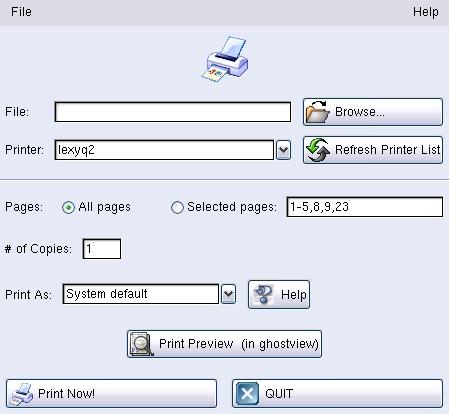 File Help
File: Browse...
Printer: lexyq2 Refresh Printer List
Pages: All pages Selected pages: 1-5,8,9,23
# of Copies: 1
Print As: System default Help
Print Preview (in ghostview)
Print Now! QUIT